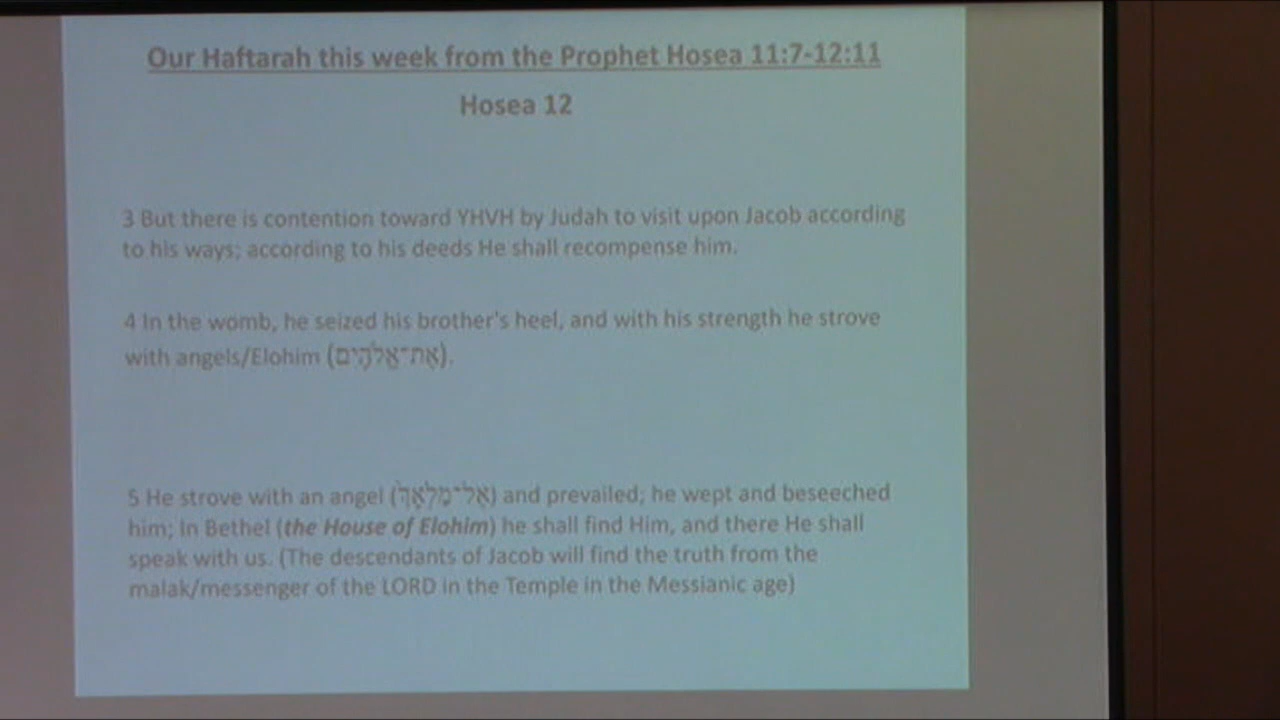 Our Haftarah this week from the Prophet Hosea 11:7-12:11
Hosea 12
3 But there is contention toward YHVH by Judah to visit upon Jacob according
to his ways; according to his deeds He shall recompense him.
4 In the womb, he seized his brother's heel, and with his strength he strove
with angels/Elohim (אֶת־אֱלֹהִים).
5 He strove with an angel (אֶל־מַלְאָךְ) and prevailed; he wept and beseeched
him; In Bethel (the House of Elohim) he shall find Him, and there He shall
speak with us. (The descendants of Jacob will find the truth from the
malak/messenger of the LORD in the Temple in the Messianic age)